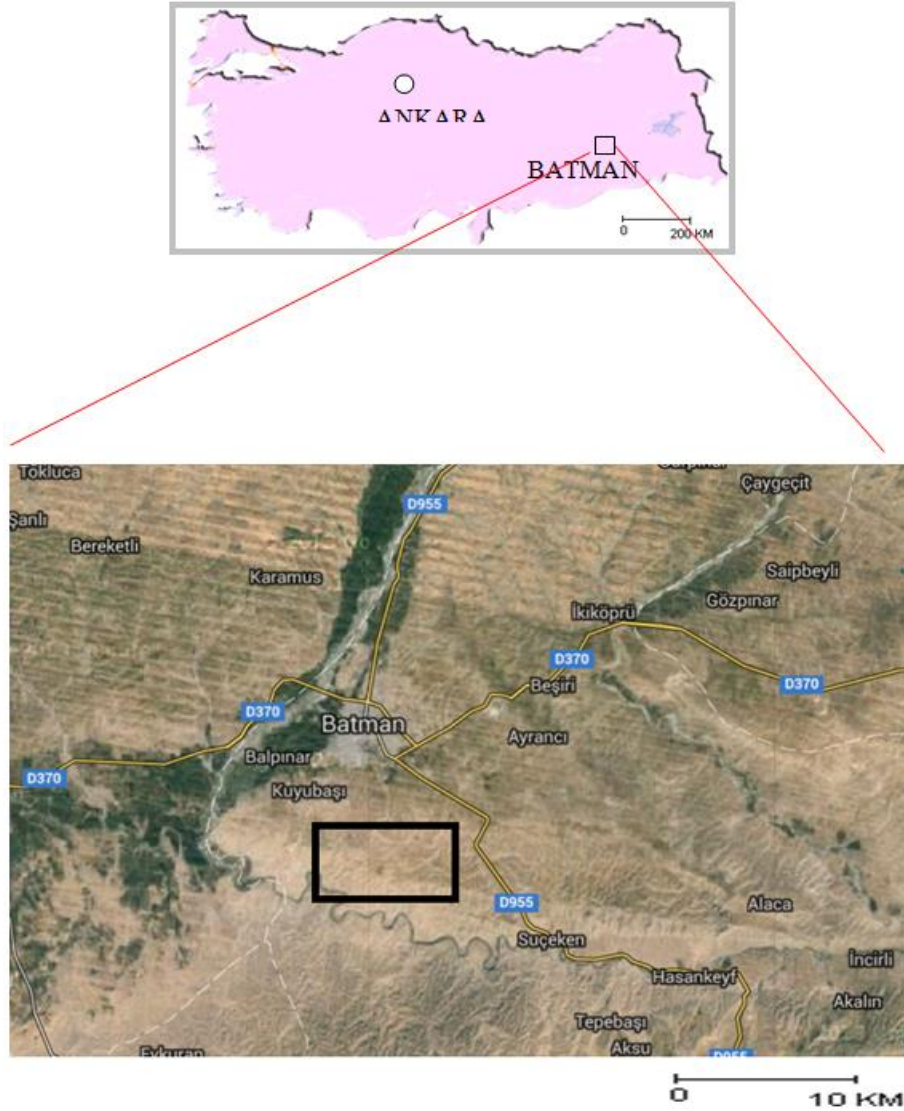 ANKARA
BATMAN
0 200 KM
Tokluca
D955
Çaygeçit
Şanlı
Bereketli
Karamus
Saipbeyli
Gözpınar
İkiköprü
D370
Beşiri
D370
D370
Batman
Ayrancı
Balpınar
D370
Kuyubaşı
D955
Alaca
Suçeken
İncirli
Hasankeyf
Akalın
Tepebaşı
Aksu
D955
0 10 KM